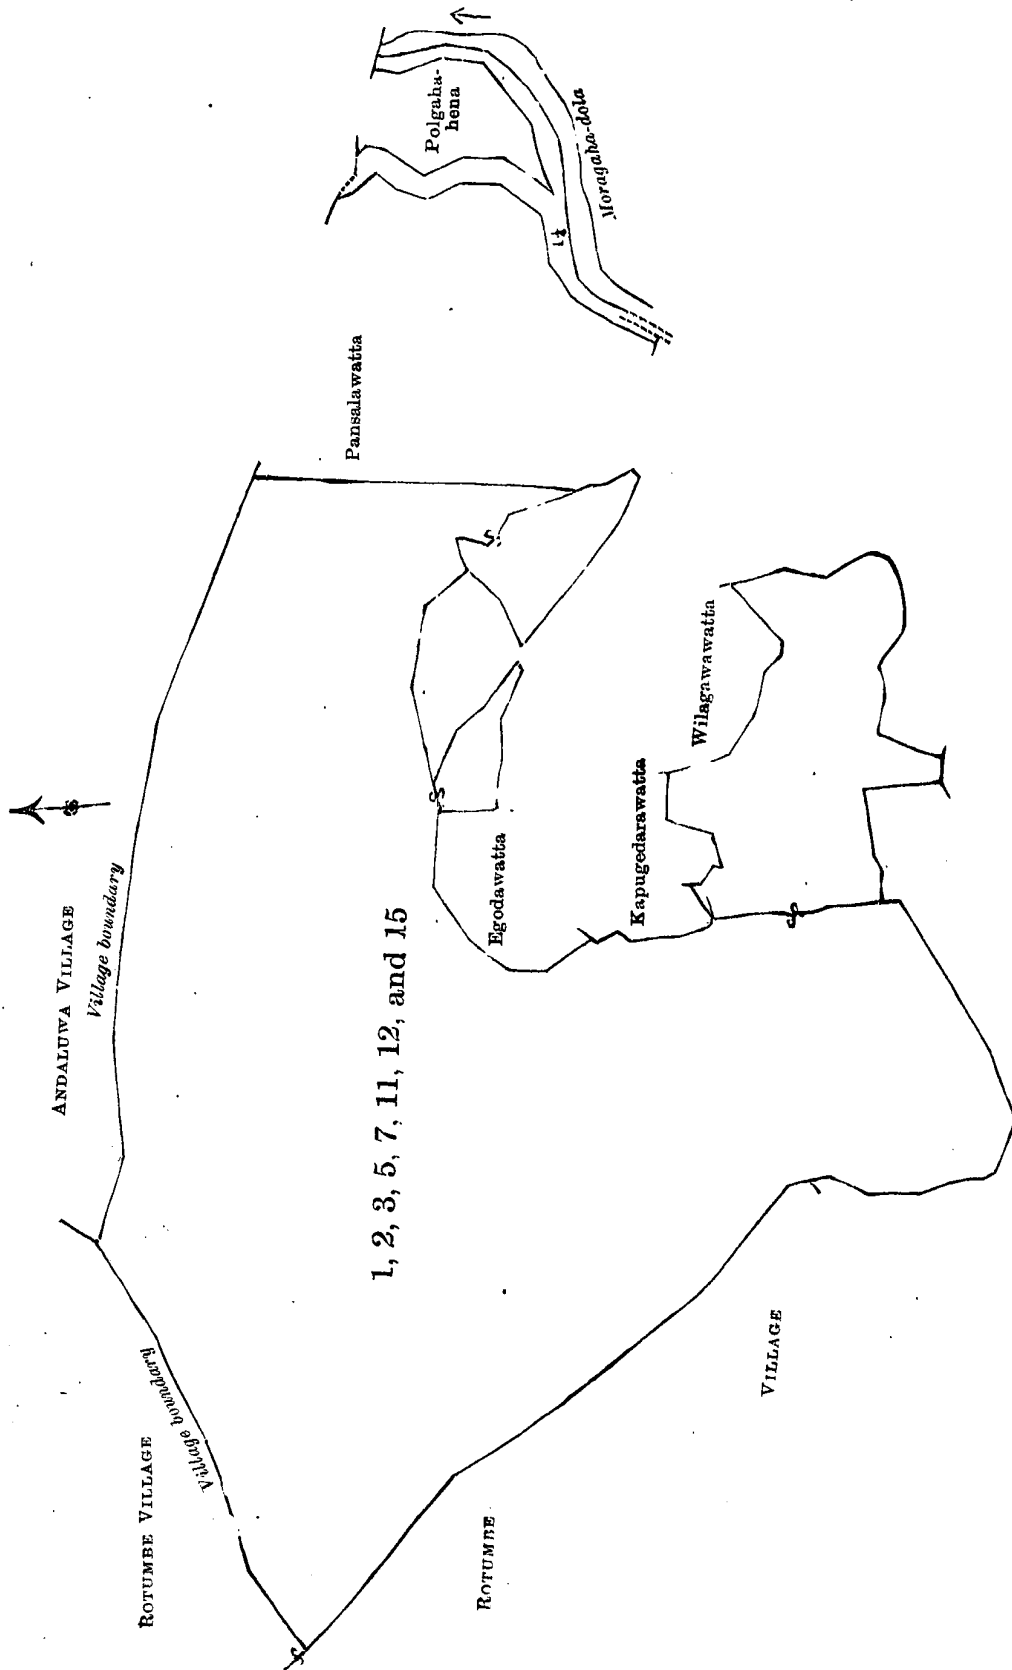 ANDALUWA VILLAGE
Village boundary
ROTUMBE VILLAGE
Village boundary
Pansalawatta
Polgaha-
hena
Moragaha-dola
1, 2, 3, 5, 7, 11, 12, and 15
Egodawatta
Kapugedarawatta
Wilagawawatta
ROTUMBE
VILLAGE